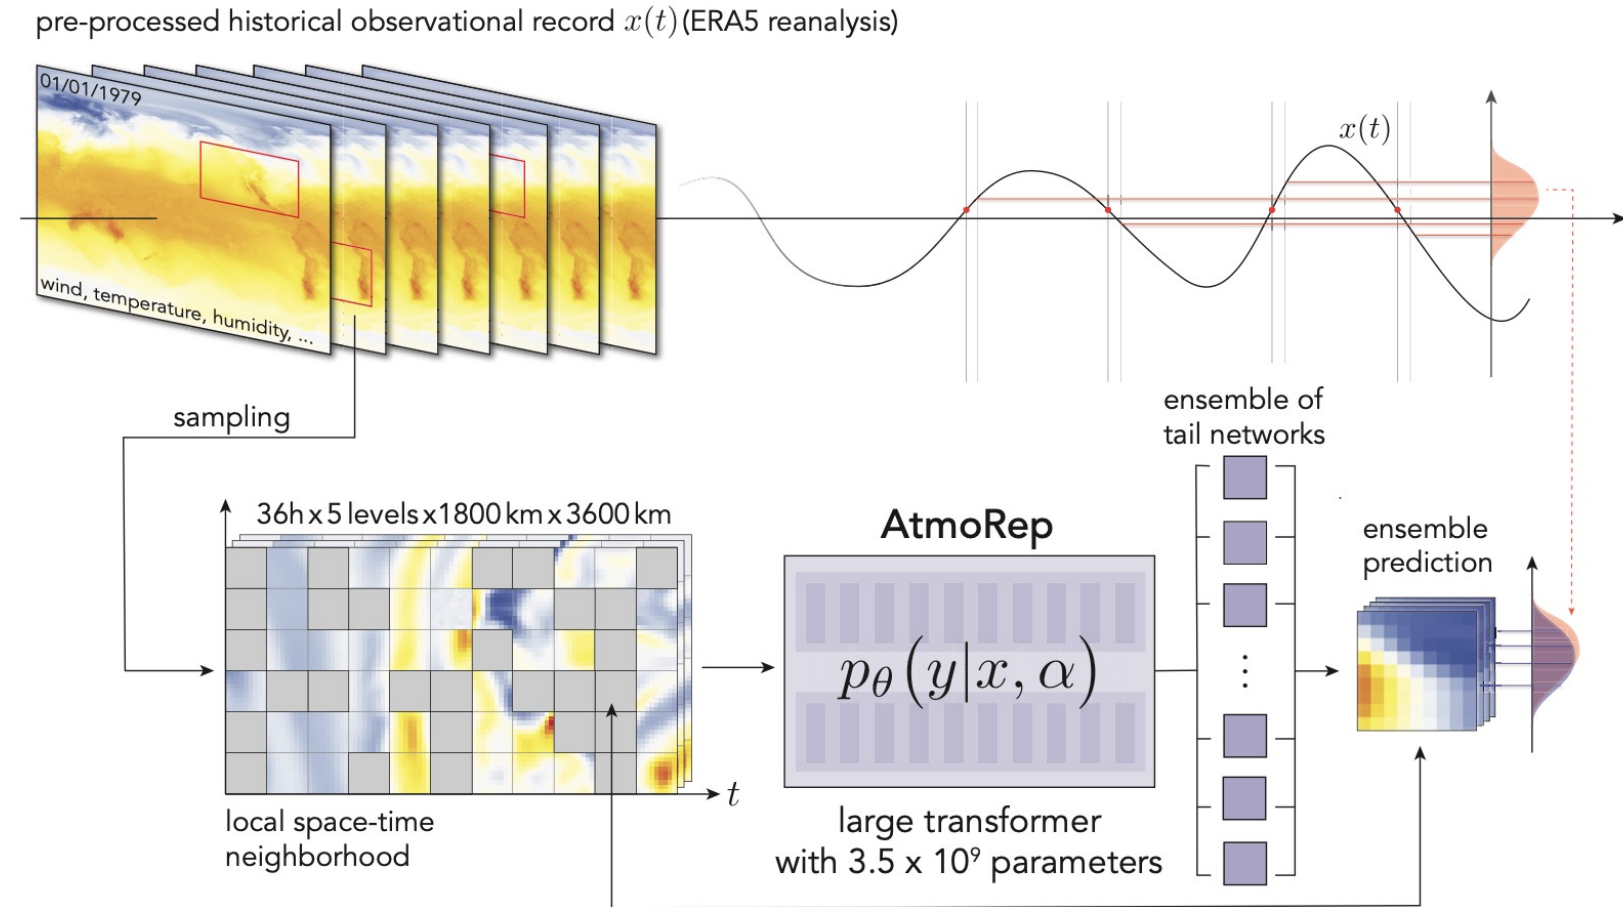 pre-processed historical observational record x(t) (ERA5 reanalysis)
01/01/1979
wind, temperature, humidity, ...
x(t)
sampling
ensemble of
tail networks
36h x 5 levels x 1800 km x 3600 km
t
local space-time
neighborhood
AtmoRep
pθ(y|x, α)
large transformer
with 3.5 x 10⁹ parameters
ensemble
prediction